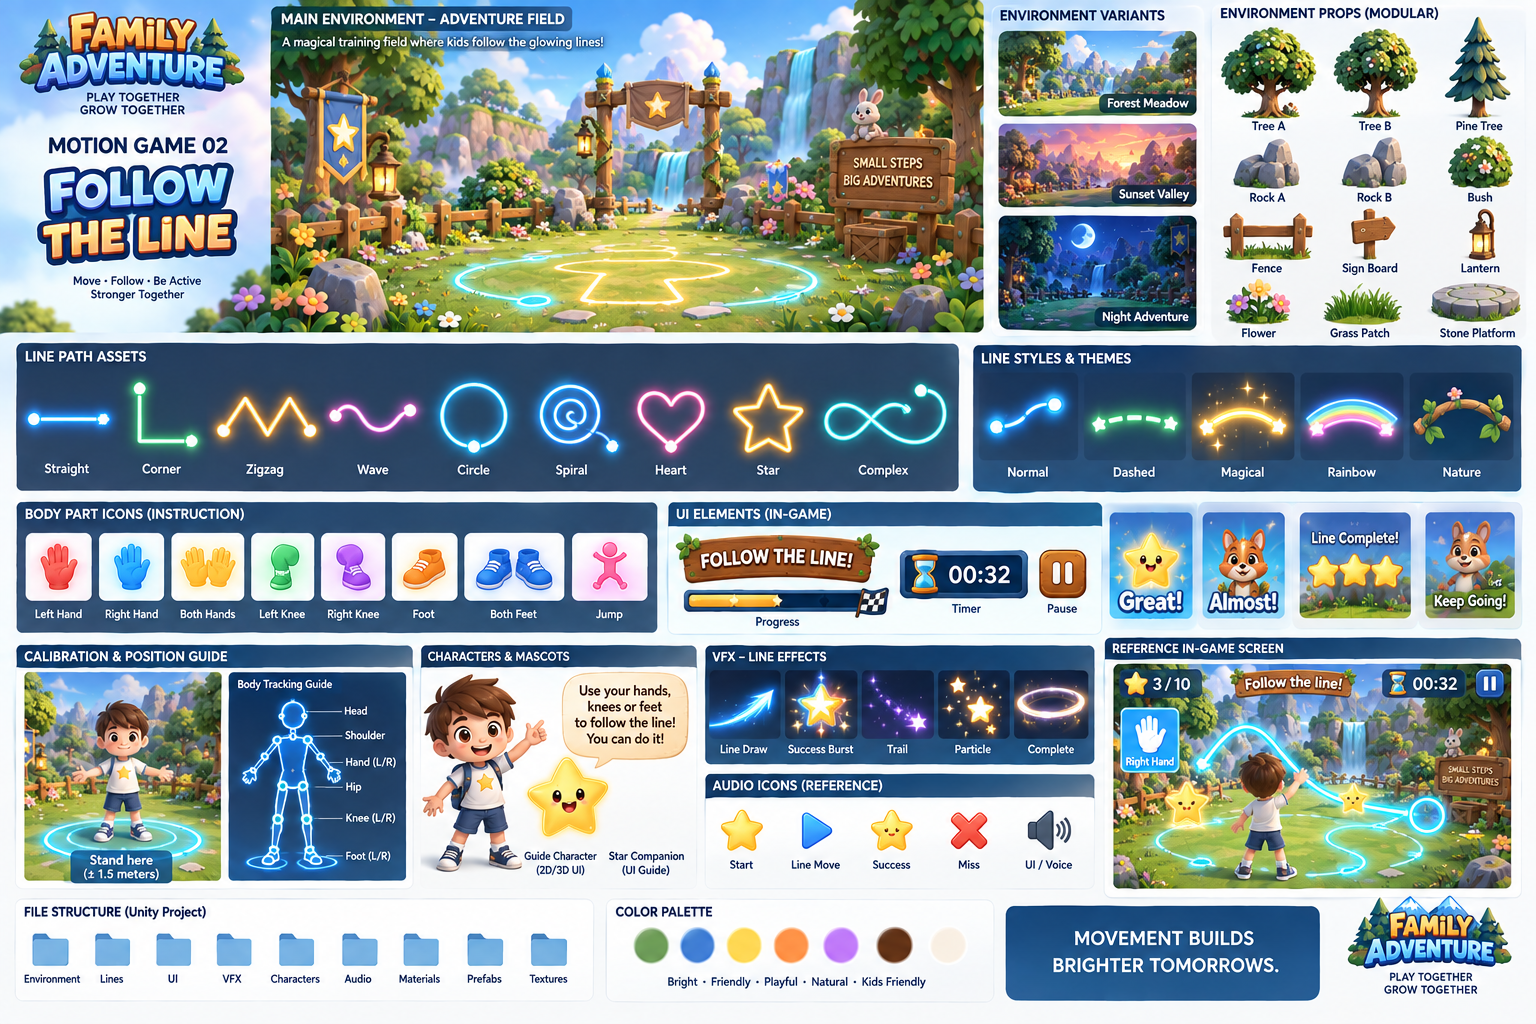 FAMILY
ADVENTURE
PLAY TOGETHER
GROW TOGETHER
MOTION GAME 02
FOLLOW
THE LINE
Move • Follow • Be Active
Stronger Together
MAIN ENVIRONMENT – ADVENTURE FIELD
A magical training field where kids follow the glowing lines!
SMALL STEPS
BIG ADVENTURES
ENVIRONMENT VARIANTS
Forest Meadow
Sunset Valley
Night Adventure
ENVIRONMENT PROPS (MODULAR)
Tree A
Tree B
Pine Tree
Rock A
Rock B
Bush
Fence
Sign Board
Lantern
Flower
Grass Patch
Stone Platform
LINE PATH ASSETS
Straight
Corner
Zigzag
Wave
Circle
Spiral
Heart
Star
Complex
LINE STYLES & THEMES
Normal
Dashed
Magical
Rainbow
Nature
BODY PART ICONS (INSTRUCTION)
Left Hand
Right Hand
Both Hands
Left Knee
Right Knee
Foot
Both Feet
Jump
UI ELEMENTS (IN-GAME)
FOLLOW THE LINE!
Progress
00:32
Timer
Pause
Great!
Almost!
Line Complete!
Keep Going!
CALIBRATION & POSITION GUIDE
Stand here
(± 1.5 meters)
Body Tracking Guide
Head
Shoulder
Hand (L/R)
Hip
Knee (L/R)
Foot (L/R)
CHARACTERS & MASCOTS
Use your hands,
knees or feet
to follow the line!
You can do it!
Guide Character
(2D/3D UI)
Star Companion
(UI Guide)
VFX – LINE EFFECTS
Line Draw
Success Burst
Trail
Particle
Complete
AUDIO ICONS (REFERENCE)
Start
Line Move
Success
Miss
UI / Voice
REFERENCE IN-GAME SCREEN
3 / 10
Follow the line!
00:32
Right Hand
SMALL STEPS
BIG ADVENTURES
FILE STRUCTURE (Unity Project)
Environment
Lines
UI
VFX
Characters
Audio
Materials
Prefabs
Textures
COLOR PALETTE
Bright • Friendly • Playful • Natural • Kids Friendly
MOVEMENT BUILDS
BRIGHTER TOMORROWS.
FAMILY
ADVENTURE
PLAY TOGETHER
GROW TOGETHER